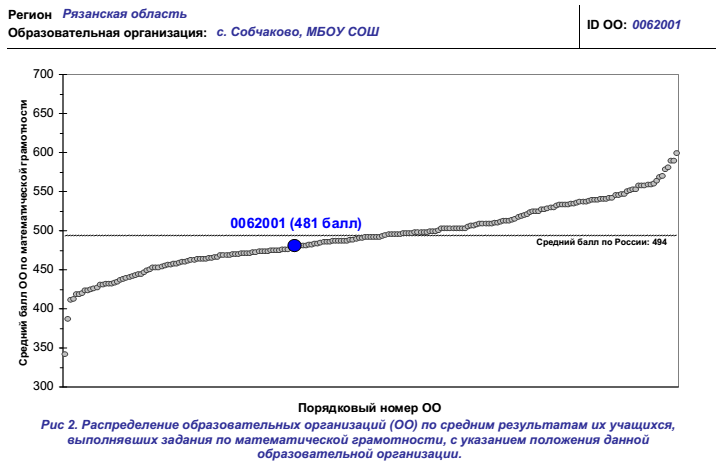 Регион Рязанская область
Образовательная организация: с. Собчаково, МБОУ СОШ
ID ОО: 0062001
Средний балл ОО по математической грамотности
700
650
600
550
500
450
400
350
300
0062001 (481 балл)
Средний балл по России: 494
Порядковый номер ОО
Рис 2. Распределение образовательных организаций (ОО) по средним результатам их учащихся,
выполнявших задания по математической грамотности, с указанием положения данной
образовательной организации.